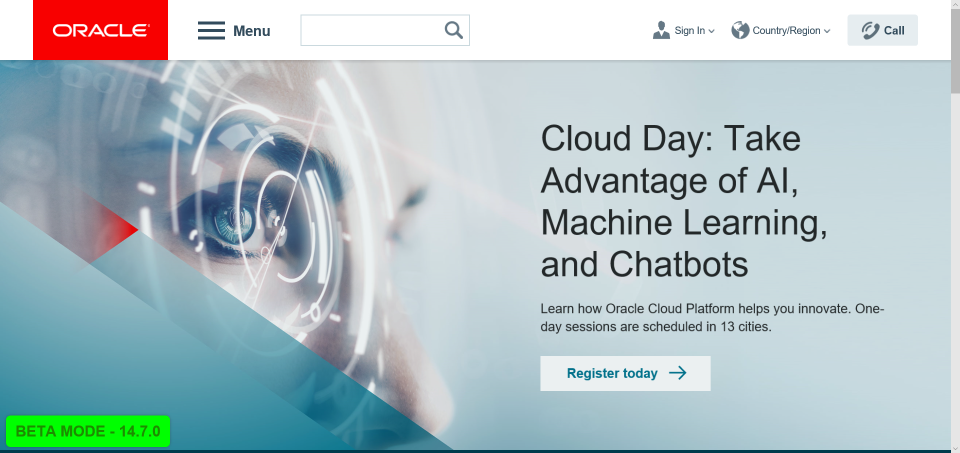 ORACLE
Menu
Sign In
Country/Region
Call
Cloud Day: Take
Advantage of AI,
Machine Learning,
and Chatbots
Learn how Oracle Cloud Platform helps you innovate. One-
day sessions are scheduled in 13 cities.
Register today
BETA MODE - 14.7.0